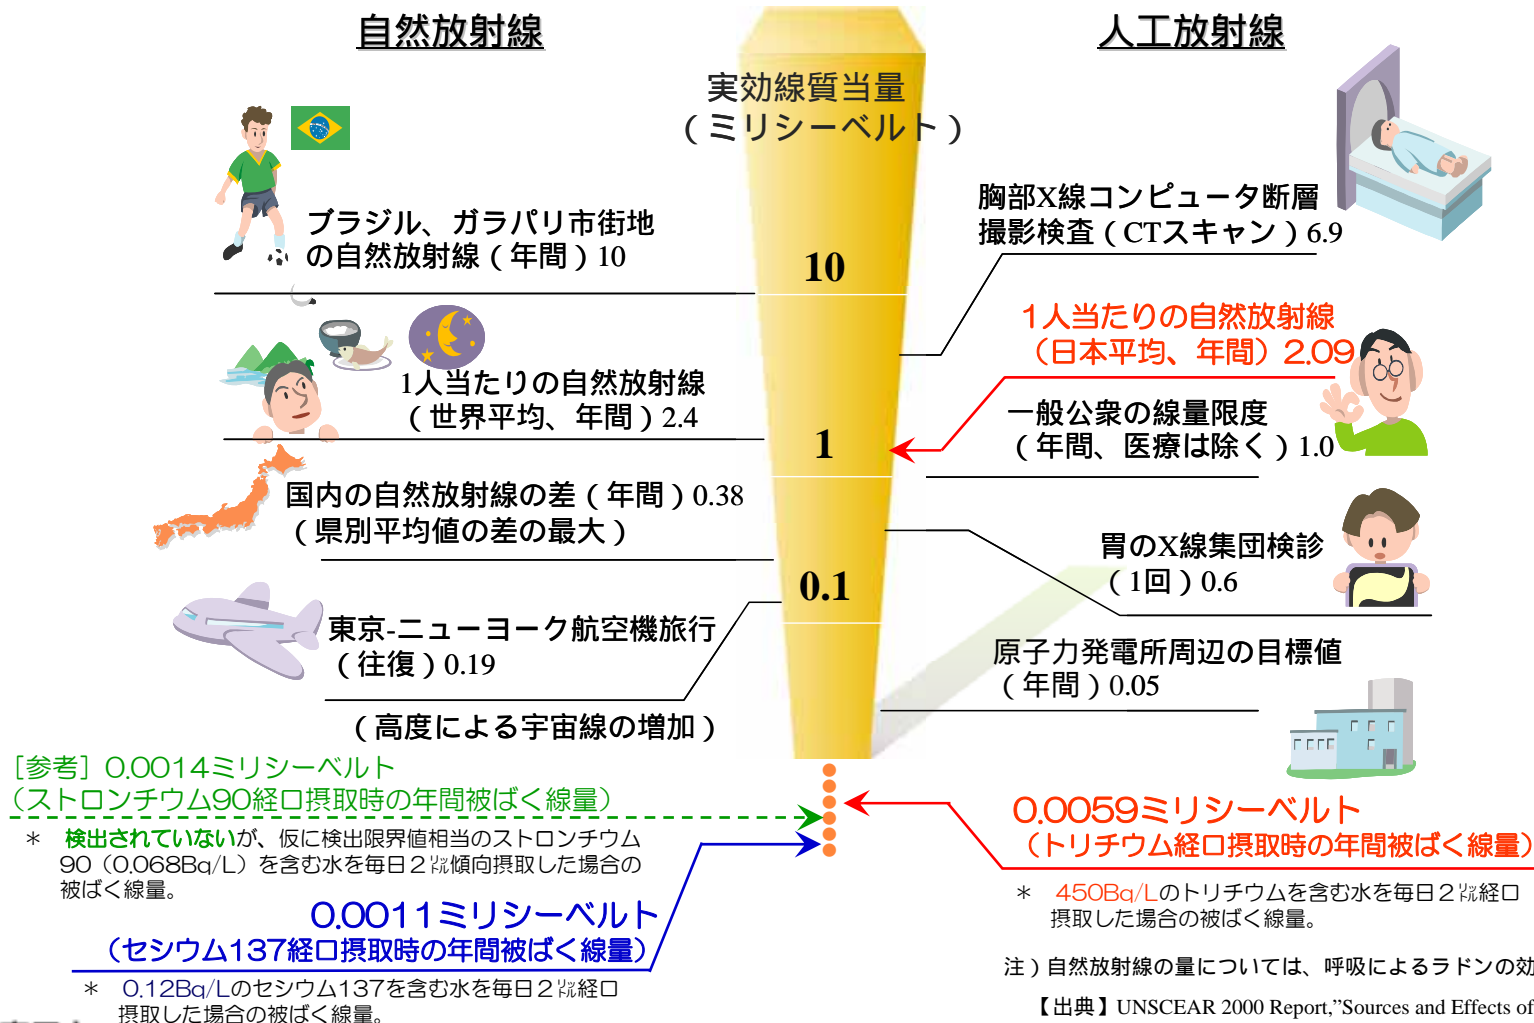 自然放射線
人工放射線
実効線質当量
(ミリシーベルト)
ブラジル、ガラパリ市街地
の自然放射線(年間)10
10
1人当たりの自然放射線
(世界平均、年間)2.4
1
国内の自然放射線の差(年間)0.38
(県別平均値の差の最大)
0.1
東京-ニューヨーク航空機旅行
(往復)0.19
(高度による宇宙線の増加)
胸部X線コンピュータ断層
撮影検査(CTスキャン)6.9
1人当たりの自然放射線
(日本平均、年間)2.09
一般公衆の線量限度
(年間、医療は除く)1.0
胃のX線集団検診
(1回)0.6
原子力発電所周辺の目標値
(年間)0.05
[参考]0.0014ミリシーベルト
(ストロンチウム90経口摂取時の年間被ばく線量)
* 検出されていないが、仮に検出限界値相当のストロンチウム
90(0.068Bq/L)を含む水を毎日2㍑傾向摂取した場合の
被ばく線量。
0.0011ミリシーベルト
(セシウム137経口摂取時の年間被ばく線量)
* 0.12Bq/Lのセシウム137を含む水を毎日2㍑経口
摂取した場合の被ばく線量。
0.0059ミリシーベルト
(トリチウム経口摂取時の年間被ばく線量)
* 450Bq/Lのトリチウムを含む水を毎日2㍑経口
摂取した場合の被ばく線量。
注)自然放射線の量については、呼吸によるラドンの効
【出典】UNSCEAR 2000 Report,”Sources and Effects of